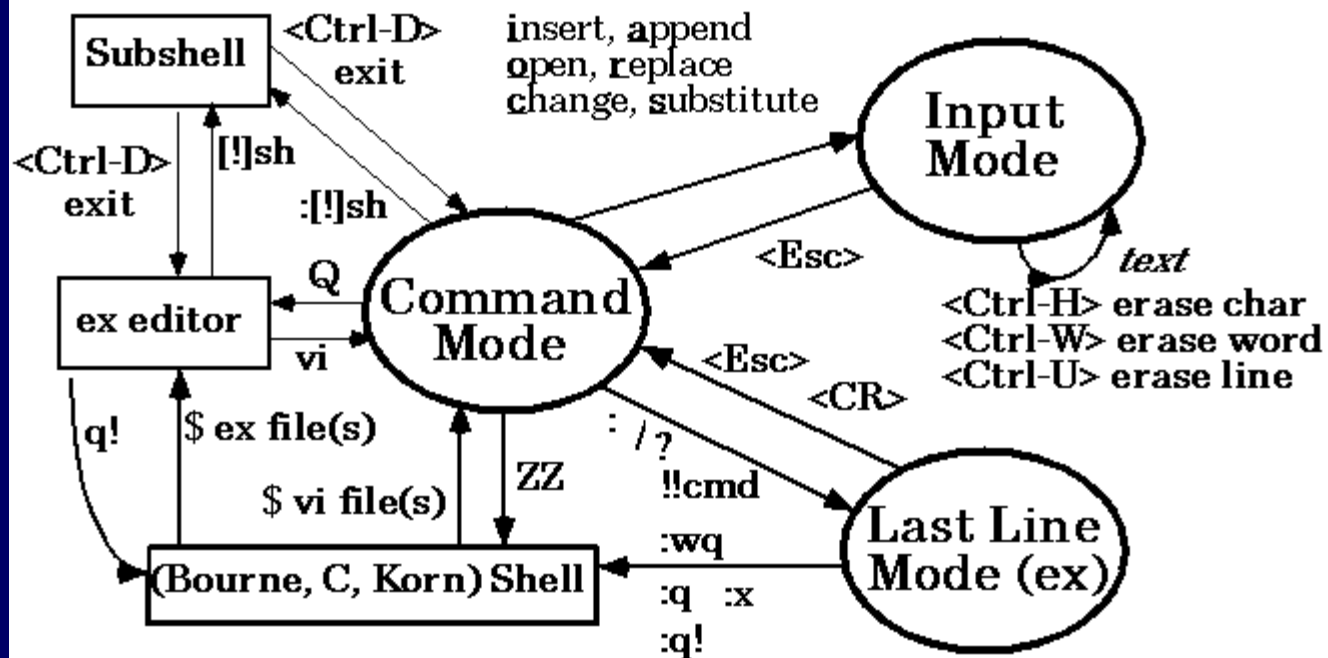 Subshell
<Ctrl-D>
exit
insert, append
open, replace
change, substitute
Input
Mode
<Ctrl-D>
exit
[!]sh
:[!]sh
<Esc>
text
<Ctrl-H> erase char
<Ctrl-W> erase word
<Ctrl-U> erase line
ex editor
Q
vi
Command
Mode
<Esc>
<CR>
q!
$ ex file(s)
$ vi file(s)
ZZ
: / ?
!!cmd
:wq
:q :x
:q!
Last Line
Mode (ex)
(Bourne, C, Korn) Shell